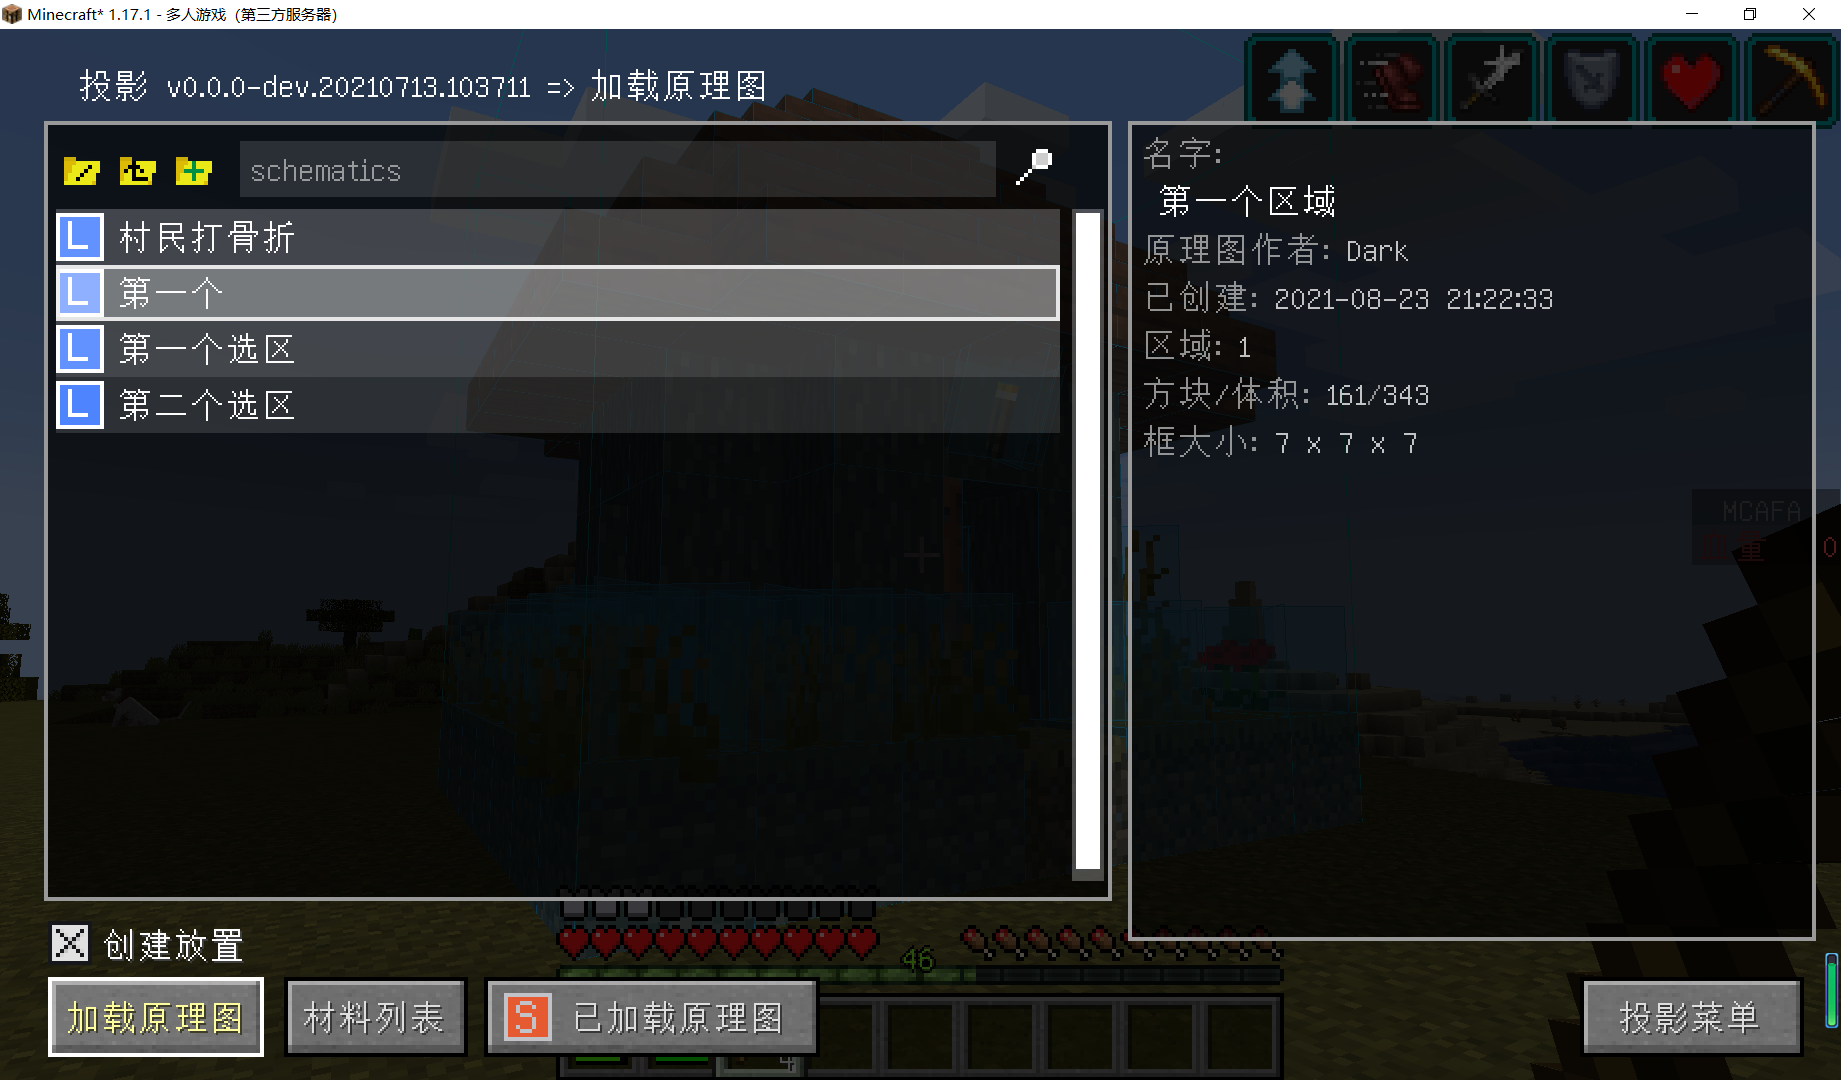 Minecraft* 1.17.1 - 多人游戏（第三方服务器）
投影 v0.0.0-dev.20210713.103711 => 加载原理图
schematics
L 村民打骨折
L 第一个
L 第一个选区
L 第二个选区
名字:
第一个区域
原理图作者: Dark
已创建: 2021-08-23 21:22:33
区域: 1
方块/体积: 161/343
框大小: 7 x 7 x 7
MCAFA
0
创建放置
46
加载原理图
材料列表
S 已加载原理图
投影菜单
4